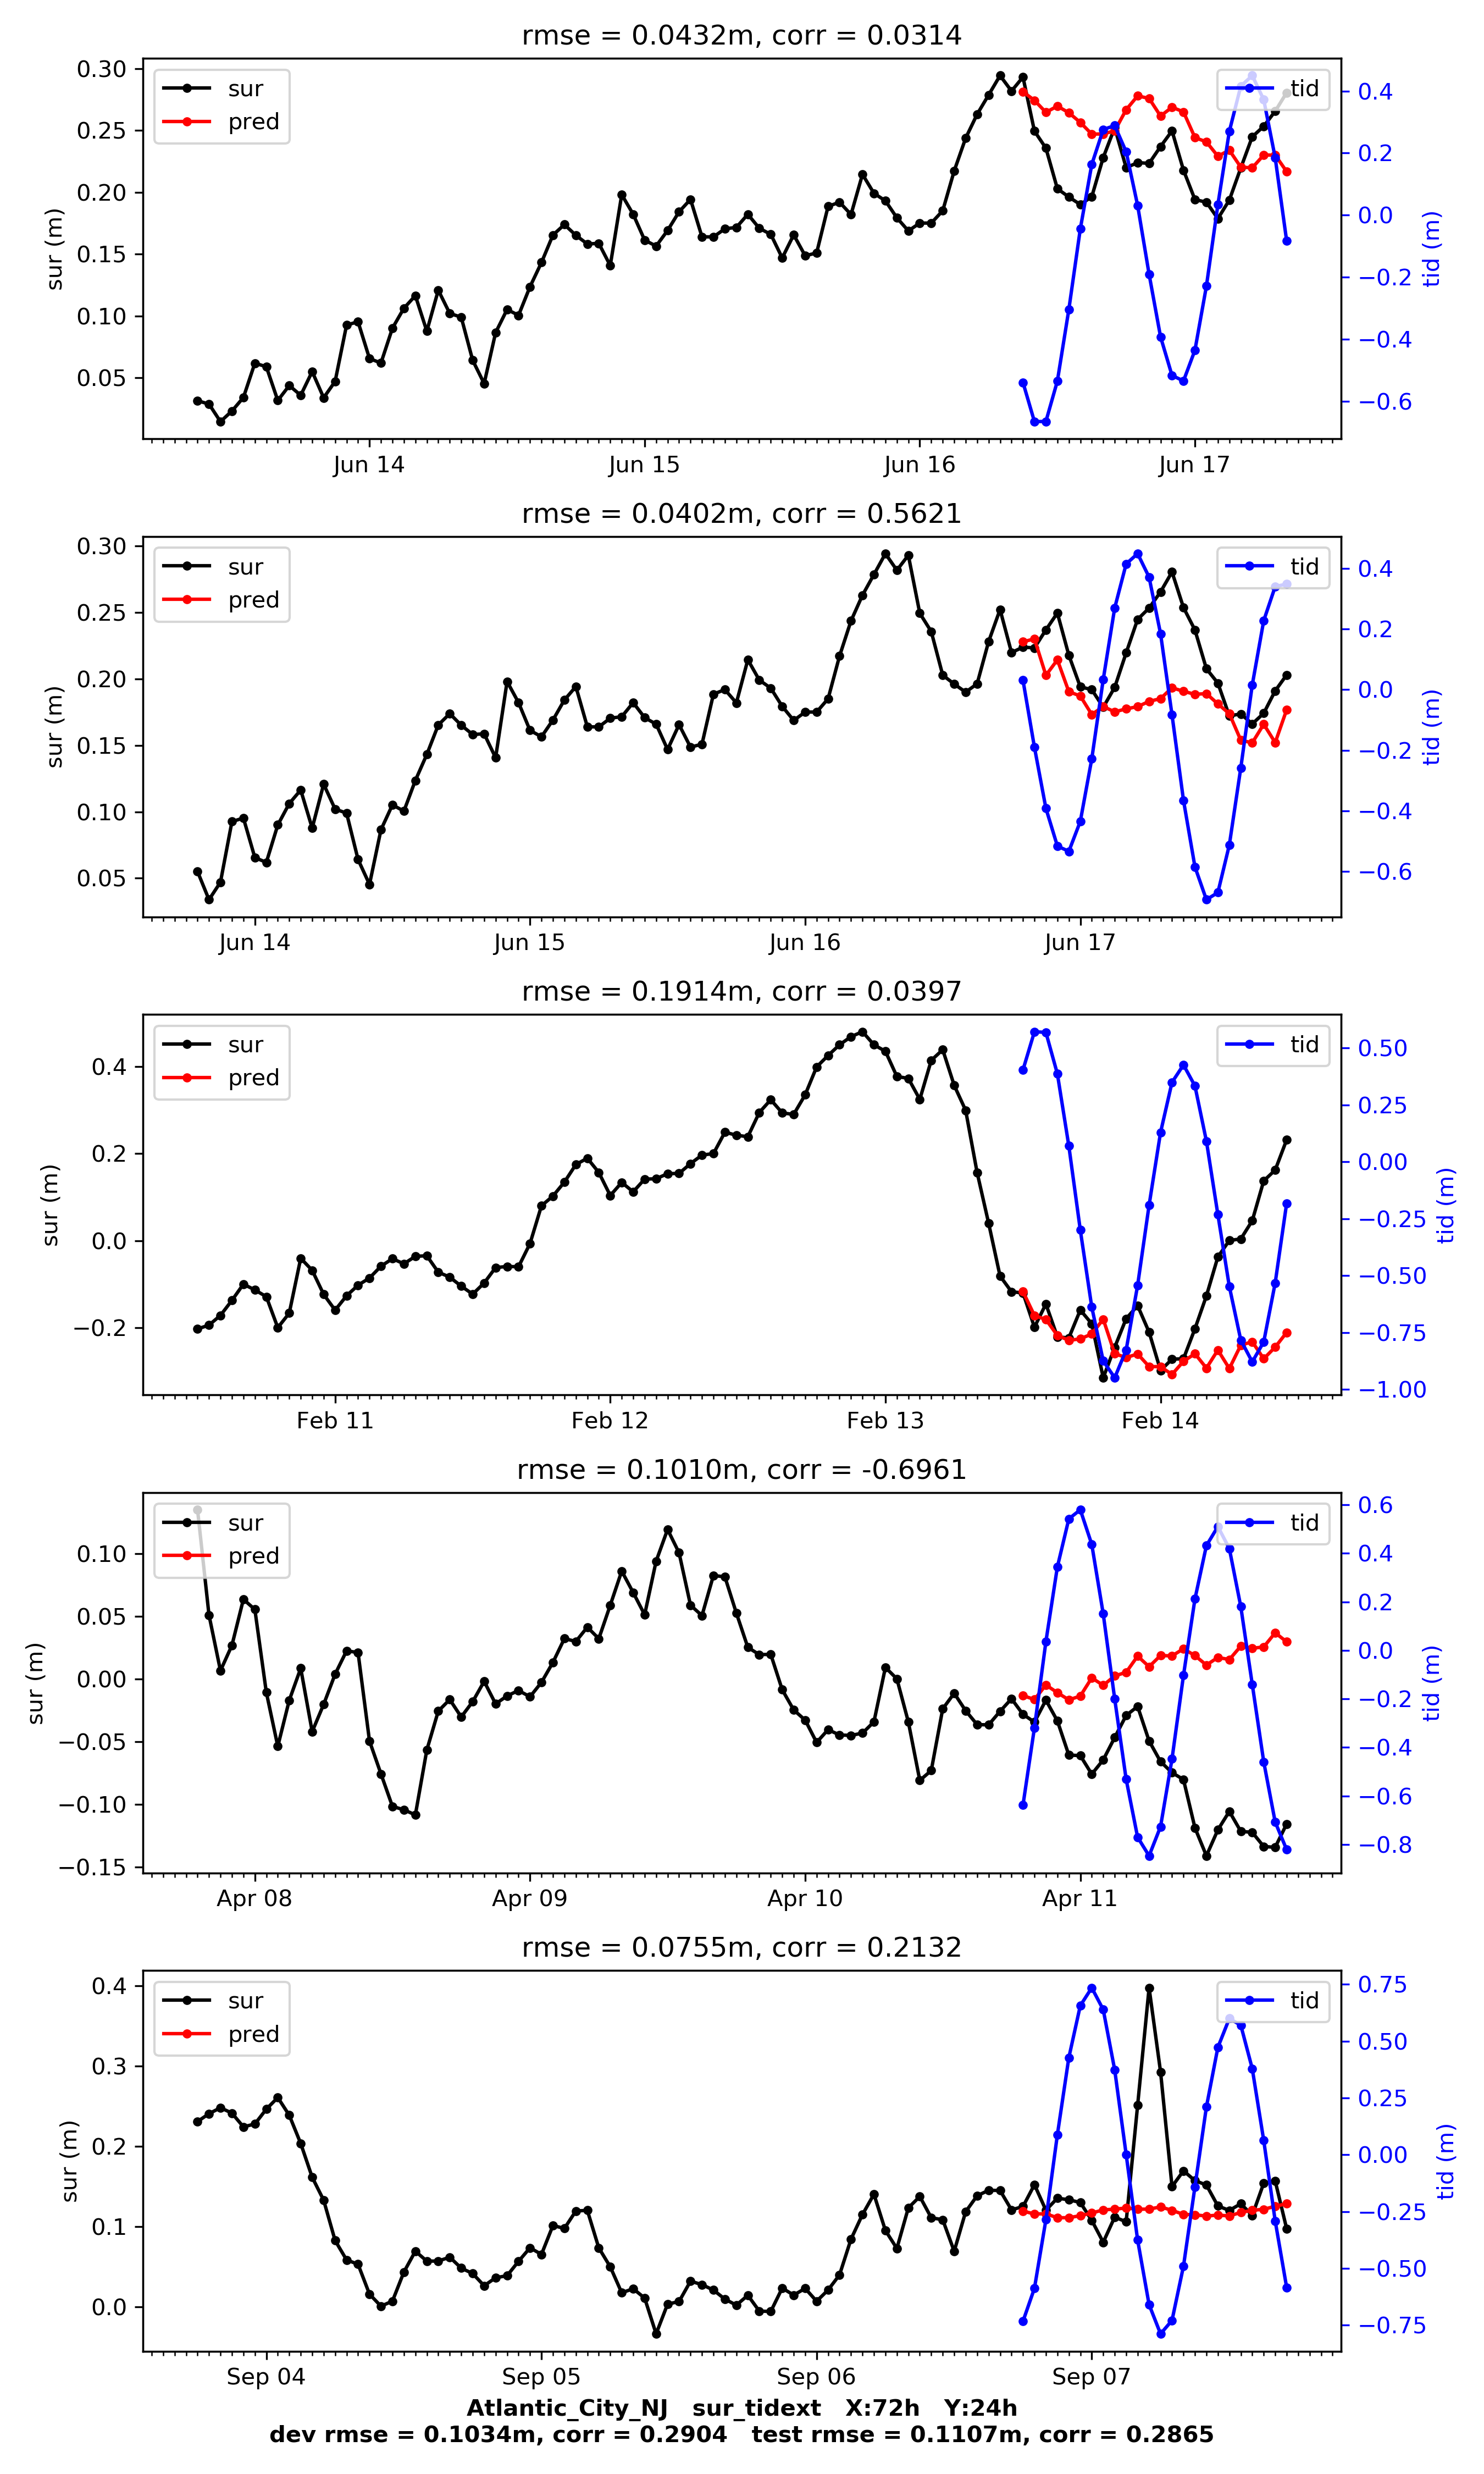 rmse = 0.0432m, corr = 0.0314
0.30
0.25
0.20
0.15
0.10
0.05
sur (m)
sur
pred
tid
0.4
0.2
0.0
−0.2
−0.4
−0.6
tid (m)
Jun 14
Jun 15
Jun 16
Jun 17
rmse = 0.0402m, corr = 0.5621
0.30
0.25
0.20
0.15
0.10
0.05
sur (m)
sur
pred
tid
0.4
0.2
0.0
−0.2
−0.4
−0.6
tid (m)
Jun 14
Jun 15
Jun 16
Jun 17
rmse = 0.1914m, corr = 0.0397
0.4
0.2
0.0
−0.2
sur (m)
sur
pred
tid
0.50
0.25
0.00
−0.25
−0.50
−0.75
−1.00
tid (m)
Feb 11
Feb 12
Feb 13
Feb 14
rmse = 0.1010m, corr = -0.6961
0.10
0.05
0.00
−0.05
−0.10
−0.15
sur (m)
sur
pred
tid
0.6
0.4
0.2
0.0
−0.2
−0.4
−0.6
−0.8
tid (m)
Apr 08
Apr 09
Apr 10
Apr 11
rmse = 0.0755m, corr = 0.2132
0.4
0.3
0.2
0.1
0.0
sur (m)
sur
pred
tid
0.75
0.50
0.25
0.00
−0.25
−0.50
−0.75
tid (m)
Sep 04
Sep 05
Sep 06
Sep 07
Atlantic_City_NJ   sur_tidext   X:72h   Y:24h
dev rmse = 0.1034m, corr = 0.2904   test rmse = 0.1107m, corr = 0.2865